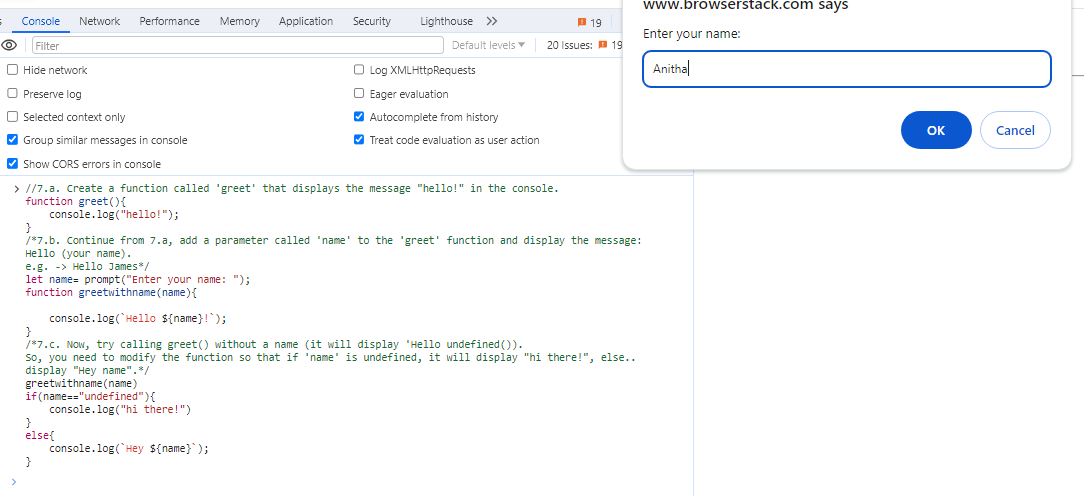 www.browserstack.com says
Enter your name:
Anitha
OK
Cancel
Console
Network
Performance
Memory
Application
Security
Lighthouse
19
Filter
Default levels
20 Issues:
19
Hide network
Log XMLHttpRequests
Preserve log
Eager evaluation
Selected context only
Autocomplete from history
Group similar messages in console
Treat code evaluation as user action
Show CORS errors in console
//7.a. Create a function called 'greet' that displays the message "hello!" in the console.
function greet(){
console.log("hello!");
}
/*7.b. Continue from 7.a, add a parameter called 'name' to the 'greet' function and display the message:
Hello (your name).
e.g. -> Hello James*/
let name= prompt("Enter your name: ");
function greetwithname(name){
console.log(`Hello ${name}!`);
}
/*7.c. Now, try calling greet() without a name (it will display 'Hello undefined()).
So, you need to modify the function so that if 'name' is undefined, it will display "hi there!", else..
display "Hey name".*/
greetwithname(name)
if(name=="undefined"){
console.log("hi there!")
}
else{
console.log(`Hey ${name}`);
}